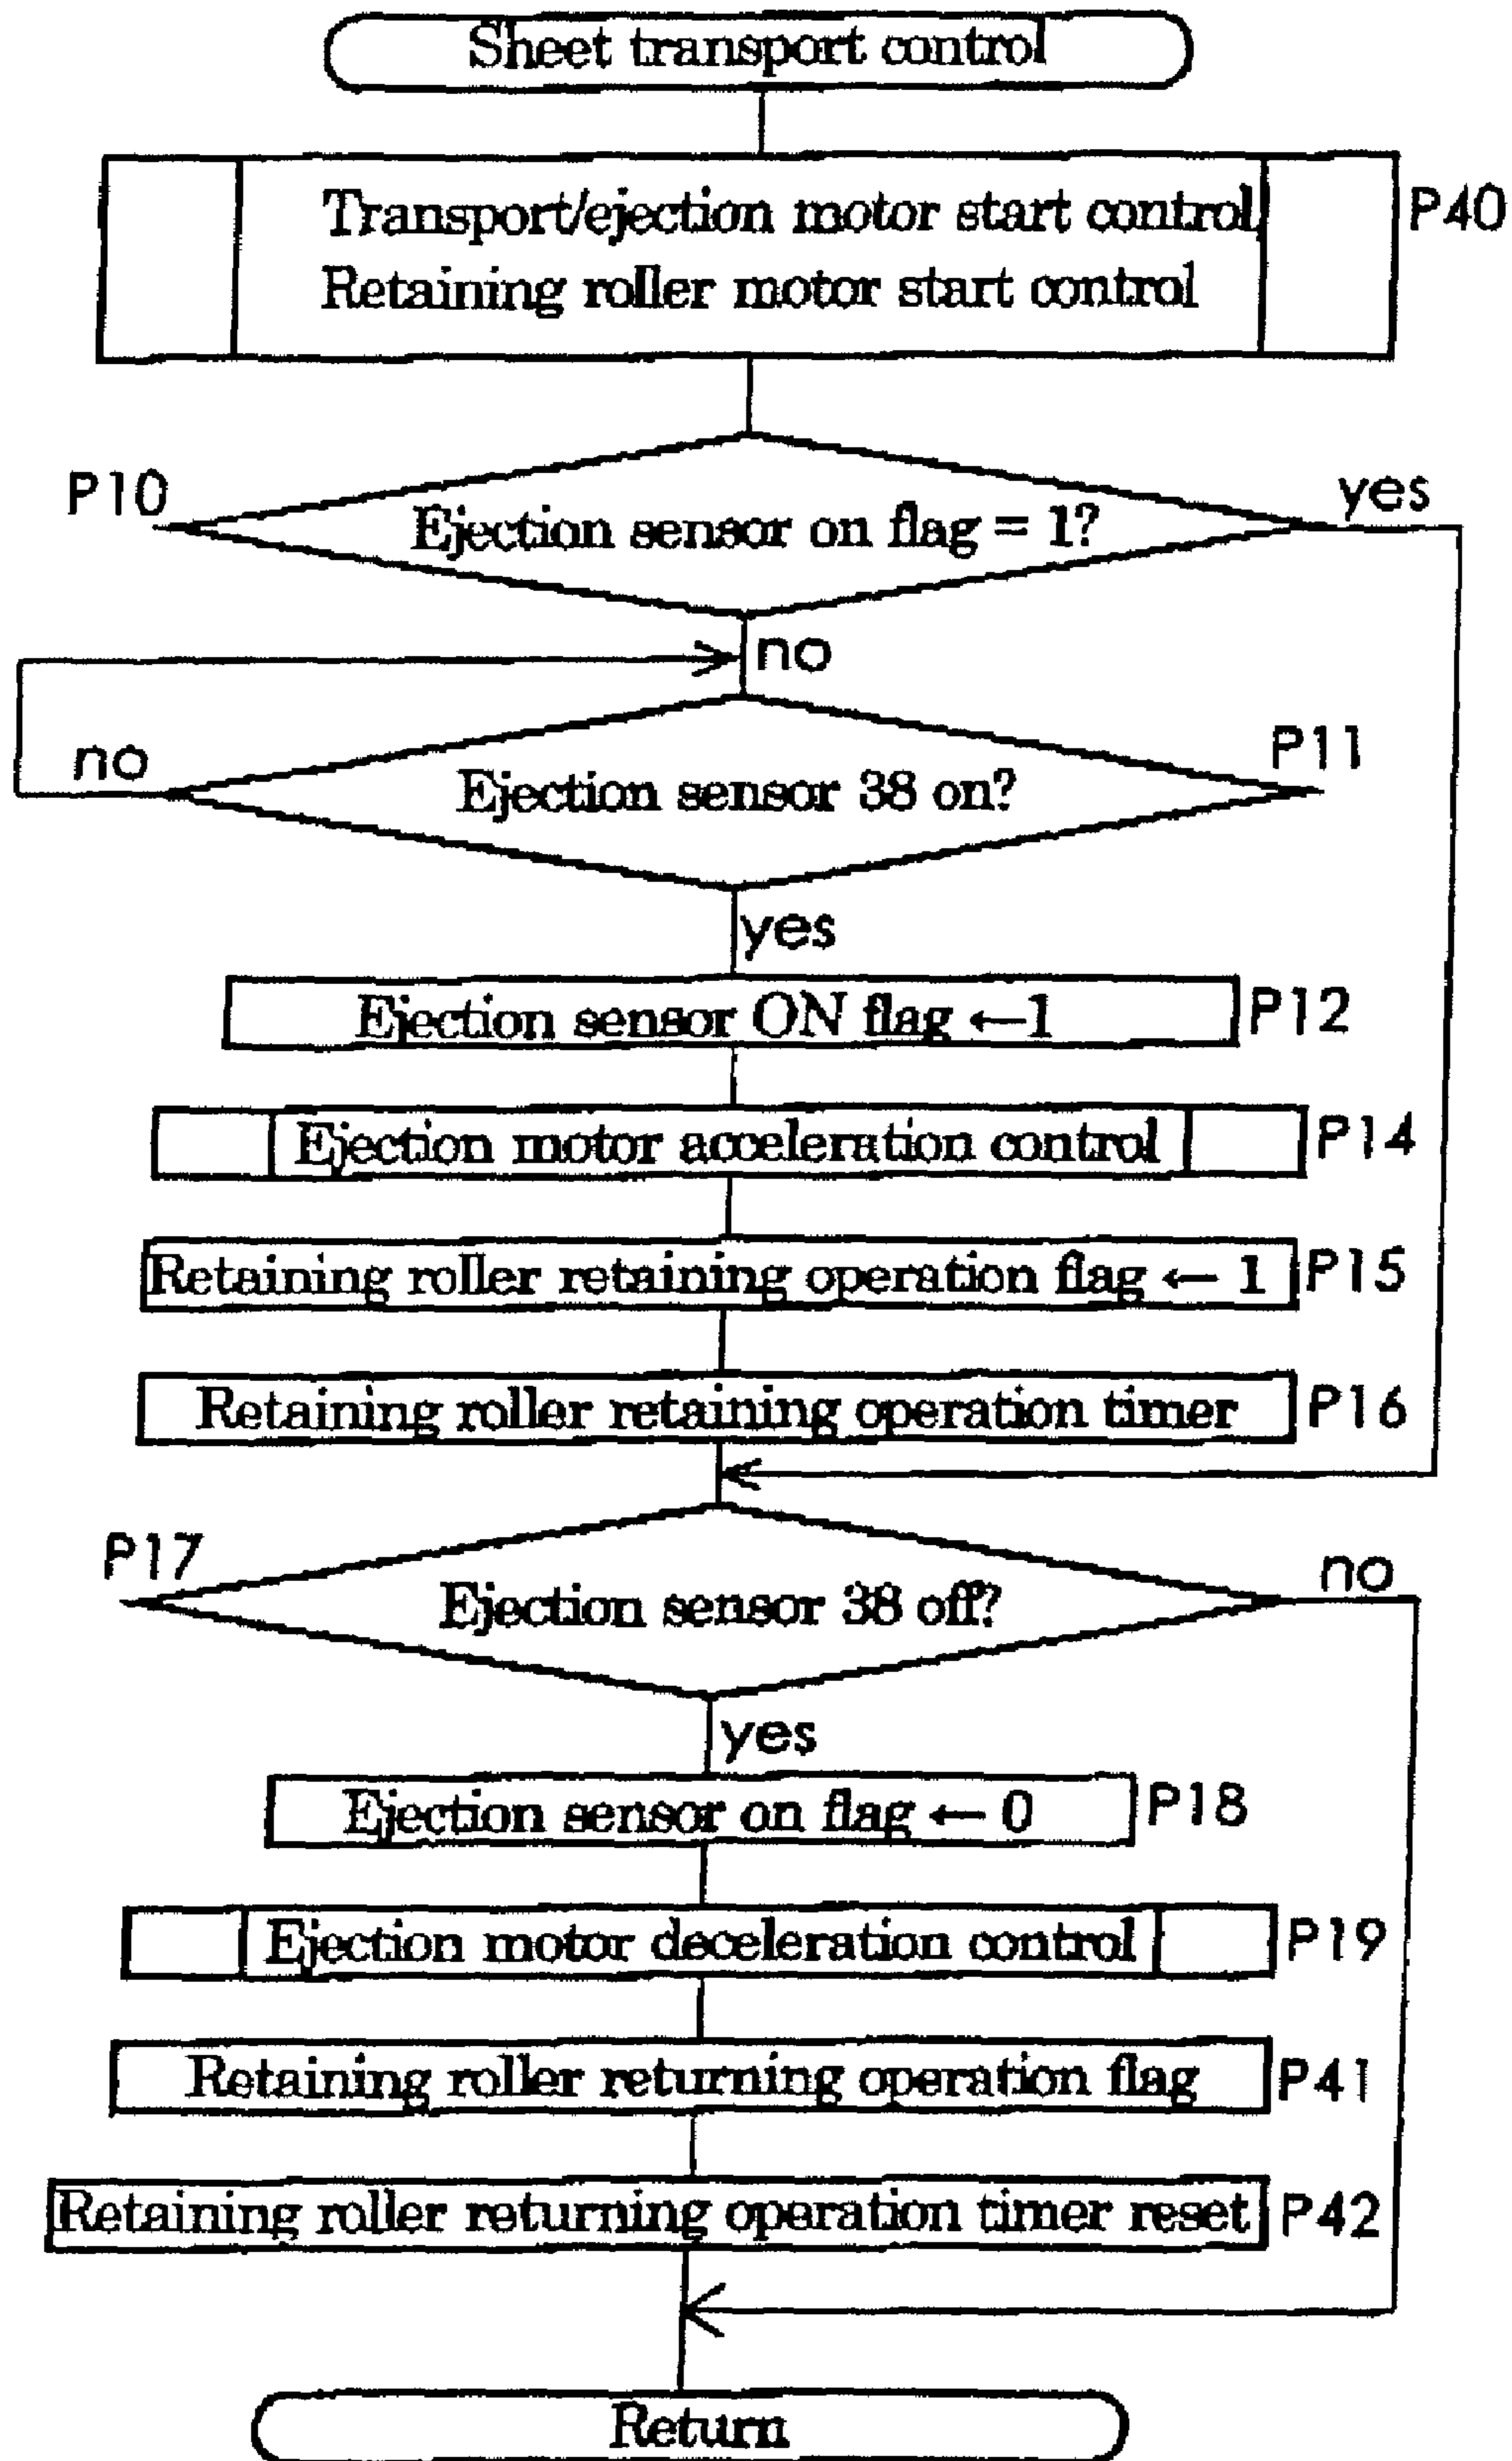 Sheet transport control
Transport/ejection motor start control
P40
Retaining roller motor start control
P10
yes
Ejection sensor on flag = 1?
no
P11
no
Ejection sensor 38 on?
yes
Ejection sensor ON flag ←1
P12
Ejection motor acceleration control
P14
Retaining roller retaining operation flag ← 1
P15
Retaining roller retaining operation timer
P16
P17
no
Ejection sensor 38 off?
yes
Ejection sensor on flag ← 0
P18
Ejection motor deceleration control
P19
Retaining roller returning operation flag
P41
Retaining roller returning operation timer reset
P42
Return